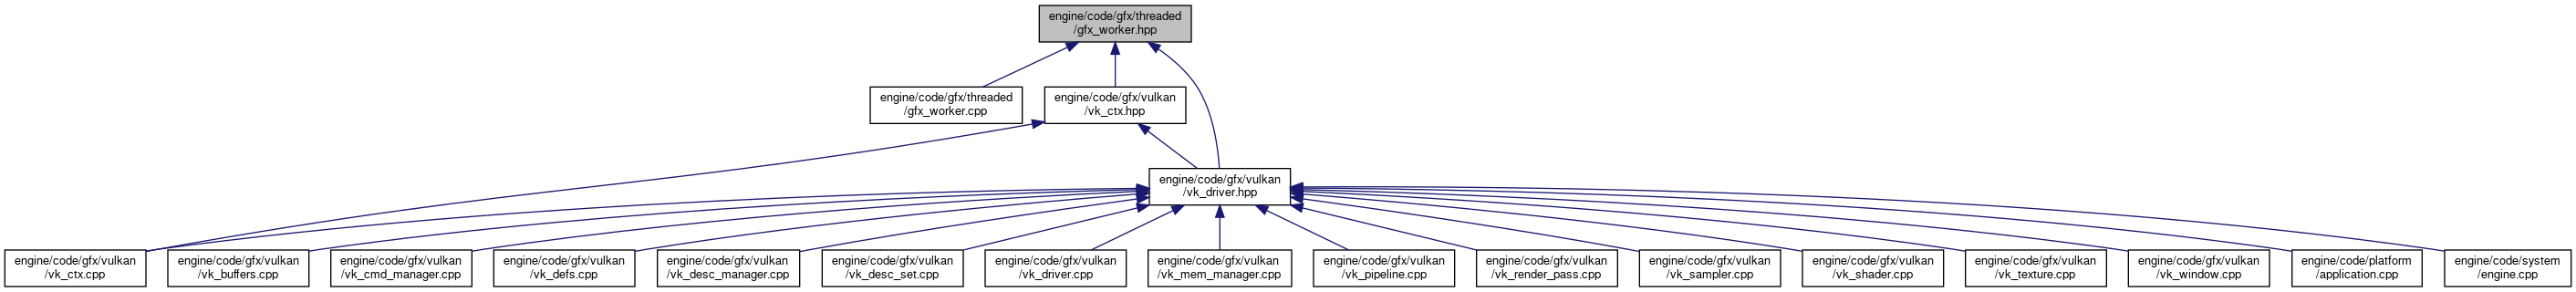 engine/code/gfx/threaded
/gfx_worker.hpp
engine/code/gfx/threaded
/gfx_worker.cpp
engine/code/gfx/vulkan
/vk_ctx.hpp
engine/code/gfx/vulkan
/vk_driver.hpp
engine/code/gfx/vulkan
/vk_ctx.cpp
engine/code/gfx/vulkan
/vk_buffers.cpp
engine/code/gfx/vulkan
/vk_cmd_manager.cpp
engine/code/gfx/vulkan
/vk_defs.cpp
engine/code/gfx/vulkan
/vk_desc_manager.cpp
engine/code/gfx/vulkan
/vk_desc_set.cpp
engine/code/gfx/vulkan
/vk_driver.cpp
engine/code/gfx/vulkan
/vk_mem_manager.cpp
engine/code/gfx/vulkan
/vk_pipeline.cpp
engine/code/gfx/vulkan
/vk_render_pass.cpp
engine/code/gfx/vulkan
/vk_sampler.cpp
engine/code/gfx/vulkan
/vk_shader.cpp
engine/code/gfx/vulkan
/vk_texture.cpp
engine/code/gfx/vulkan
/vk_window.cpp
engine/code/platform
/application.cpp
engine/code/system
/engine.cpp